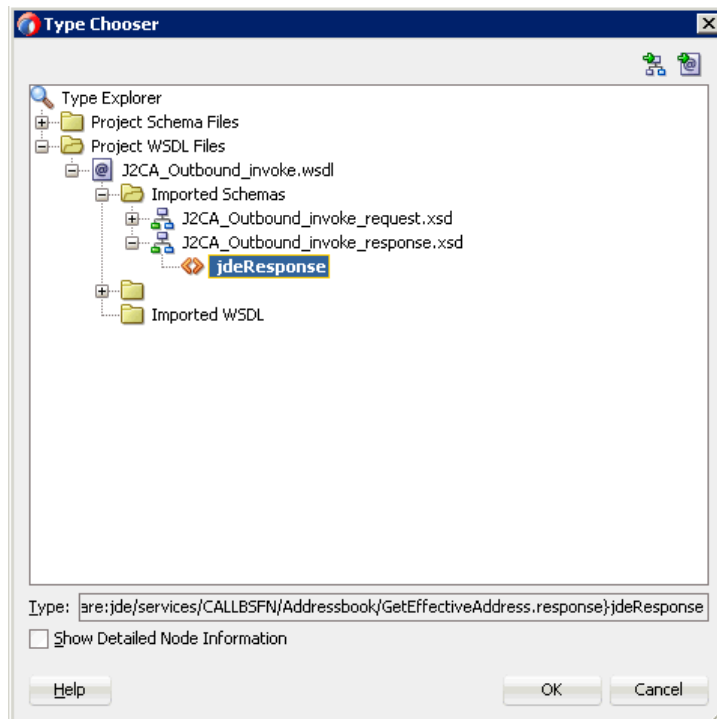 Type Chooser
Type Explorer
Project Schema Files
Project WSDL Files
J2CA_Outbound_invoke.wsdl
Imported Schemas
J2CA_Outbound_invoke_request.xsd
J2CA_Outbound_invoke_response.xsd
jdeResponse
Imported WSDL
Type: are:jde/services/CALLBSFN/Addressbook/GetEffectiveAddress.response}jdeResponse
Show Detailed Node Information
Help OK Cancel